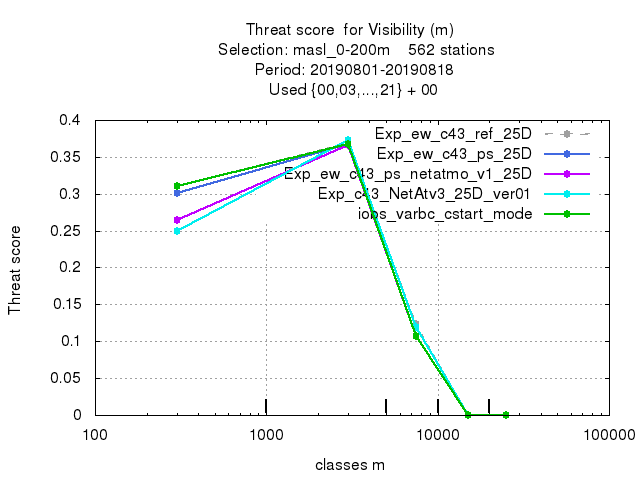 Threat score  for Visibility (m)
Selection: masl_0-200m    562 stations
Period: 20190801-20190818
Used {00,03,...,21} + 00
0.4
0.35
0.3
0.25
0.2
0.15
0.1
0.05
0
Threat score
Exp_ew_c43_ref_25D
Exp_ew_c43_ps_25D
Exp_ew_c43_ps_netatmo_v1_25D
Exp_c43_NetAtv3_25D_ver01
iobs_varbc_cstart_mode
100 1000 10000 100000
classes m